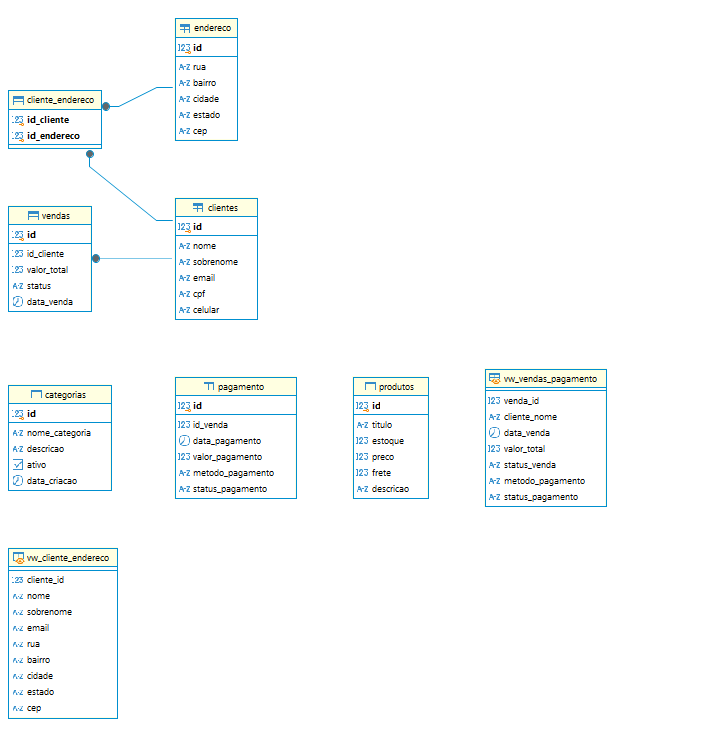 endereco
123 id
A-Z rua
A-Z bairro
A-Z cidade
A-Z estado
A-Z cep
cliente_endereco
123 id_cliente
123 id_endereco
vendas
123 id
123 id_cliente
123 valor_total
A-Z status
data_venda
clientes
123 id
A-Z nome
A-Z sobrenome
A-Z email
A-Z cpf
A-Z celular
categorias
123 id
A-Z nome_categoria
A-Z descricao
ativo
data_criacao
pagamento
123 id
123 id_venda
data_pagamento
123 valor_pagamento
A-Z metodo_pagamento
A-Z status_pagamento
produtos
123 id
A-Z titulo
123 estoque
123 preco
123 frete
A-Z descricao
vw_vendas_pagamento
123 venda_id
A-Z cliente_nome
data_venda
123 valor_total
A-Z status_venda
A-Z metodo_pagamento
A-Z status_pagamento
vw_cliente_endereco
123 cliente_id
A-Z nome
A-Z sobrenome
A-Z email
A-Z rua
A-Z bairro
A-Z cidade
A-Z estado
A-Z cep